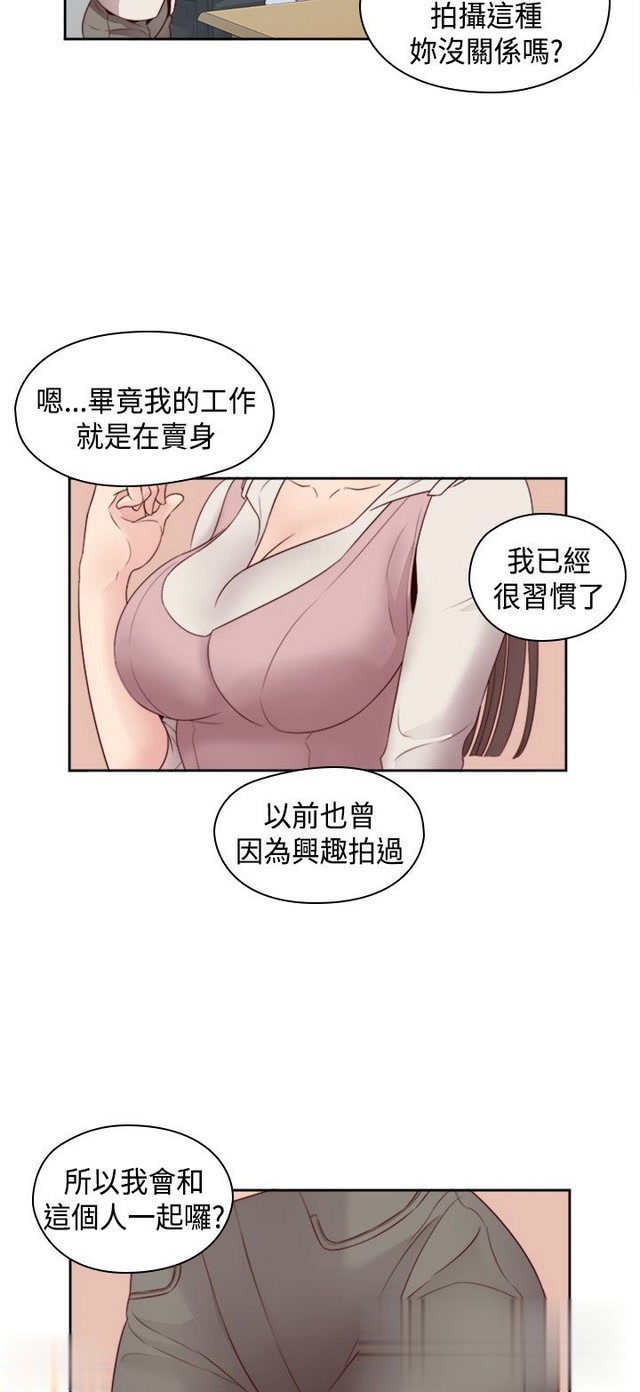 拍攝這種
妳沒關係嗎?
嗯...畢竟我的工作
就是在賣身
我已經
很習慣了
以前也曾
因為興趣拍過
所以我會和
這個人一起囉?